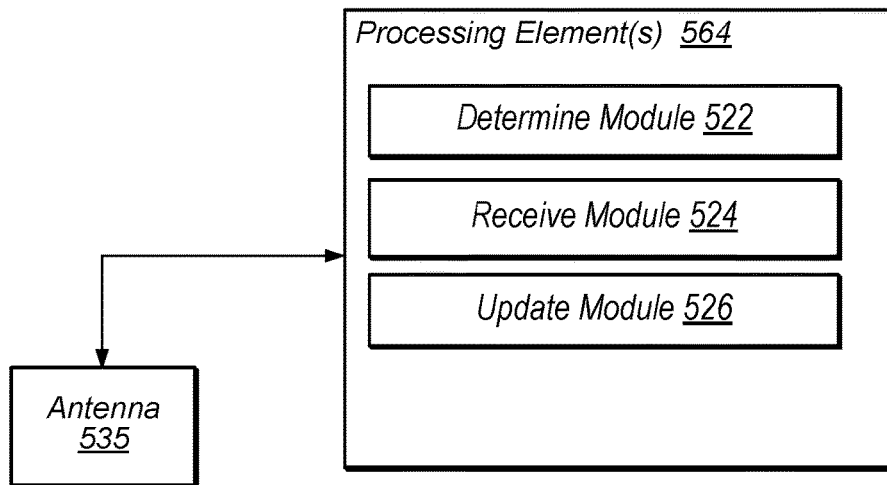 Processing Element(s) 564
Determine Module 522
Receive Module 524
Update Module 526
Antenna
535